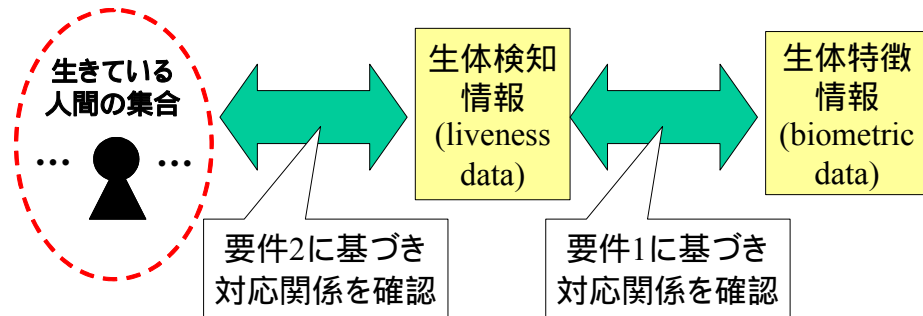 生きている
人間の集合
… …
生体検知
情報
(liveness
data)
生体特徴
情報
(biometric
data)
要件2に基づき
対応関係を確認
要件1に基づき
対応関係を確認